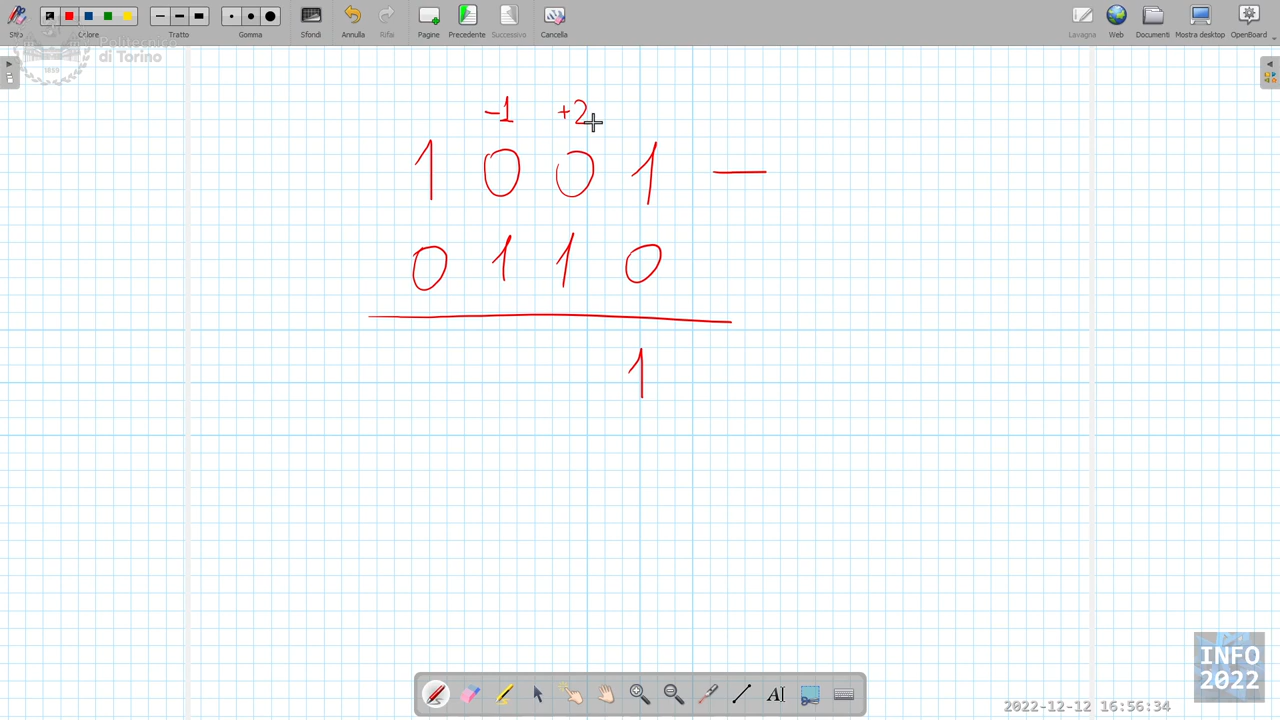 Stilo Colore Tratto Gomma Sfondi Annulla Rifai Pagine Precedente Successivo Cancella Lavagna Web Documenti Mostra desktop OpenBoard
Politecnico
di Torino
1859
-1 +2
1 0 0 1 —
0 1 1 0
1
INFO
2022
2022-12-12 16:56:34